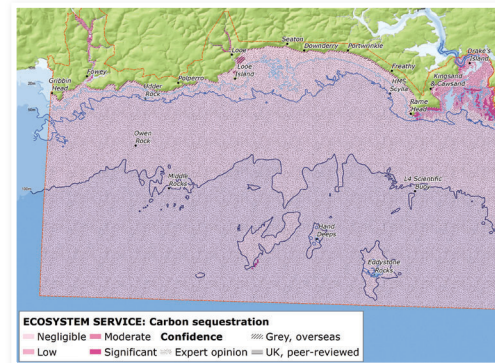 Seaton
Downderry
Portwrinkle
Drake's
Island
Looe
Looe
Island
Fowey
Polperro
Freathy
Kingsand
& Cawsand
Gribbin
Head
Udder
Rock
HMS
Scylla
Rame
Head
Owen
Rock
Middle
Rocks
L4 Scientific
Buoy
Hand
Deeps
Eddystone
Rocks
ECOSYSTEM SERVICE: Carbon sequestration
Negligible Moderate Confidence Grey, overseas
Low Significant Expert opinion UK, peer-reviewed